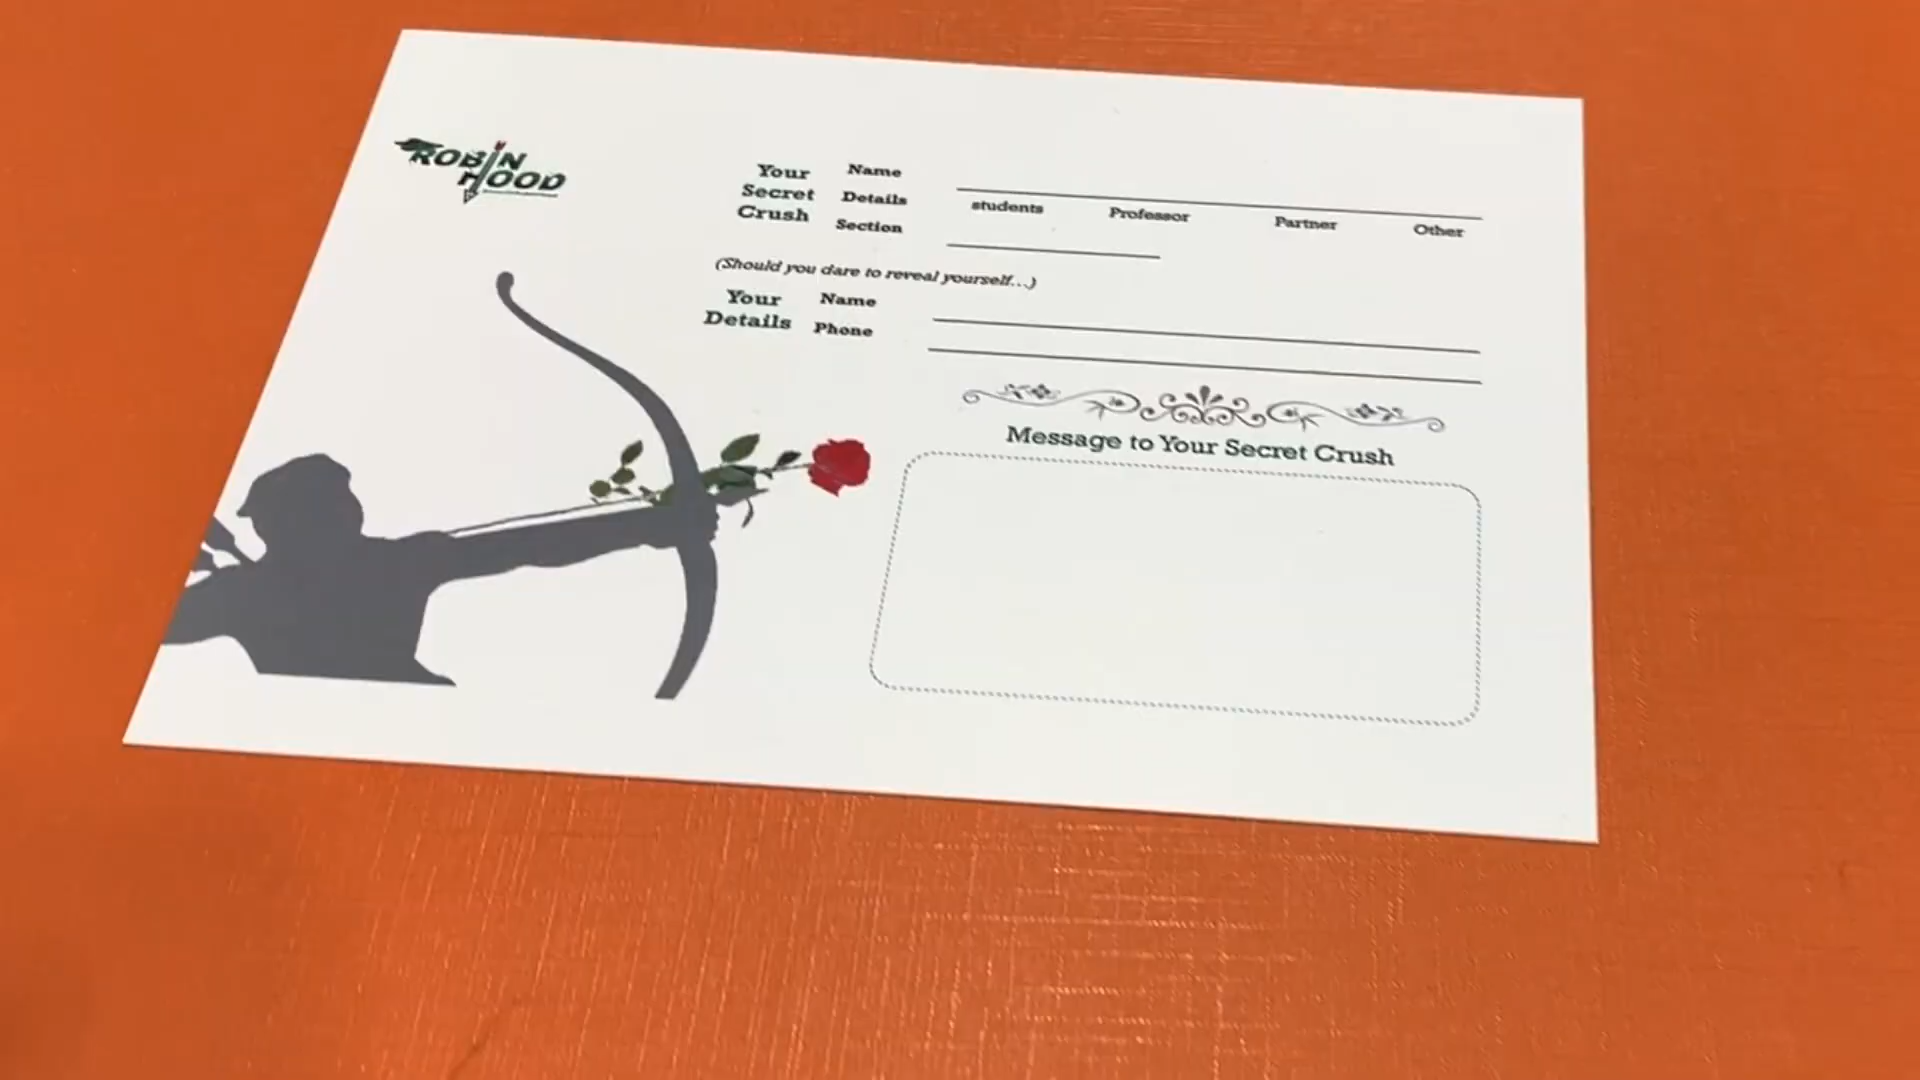 ROBIN
HOOD
Your
Secret
Crush
Name
Details
Section
students Professor Partner Other
(Should you dare to reveal yourself...)
Your
Details
Name
Phone
Message to Your Secret Crush